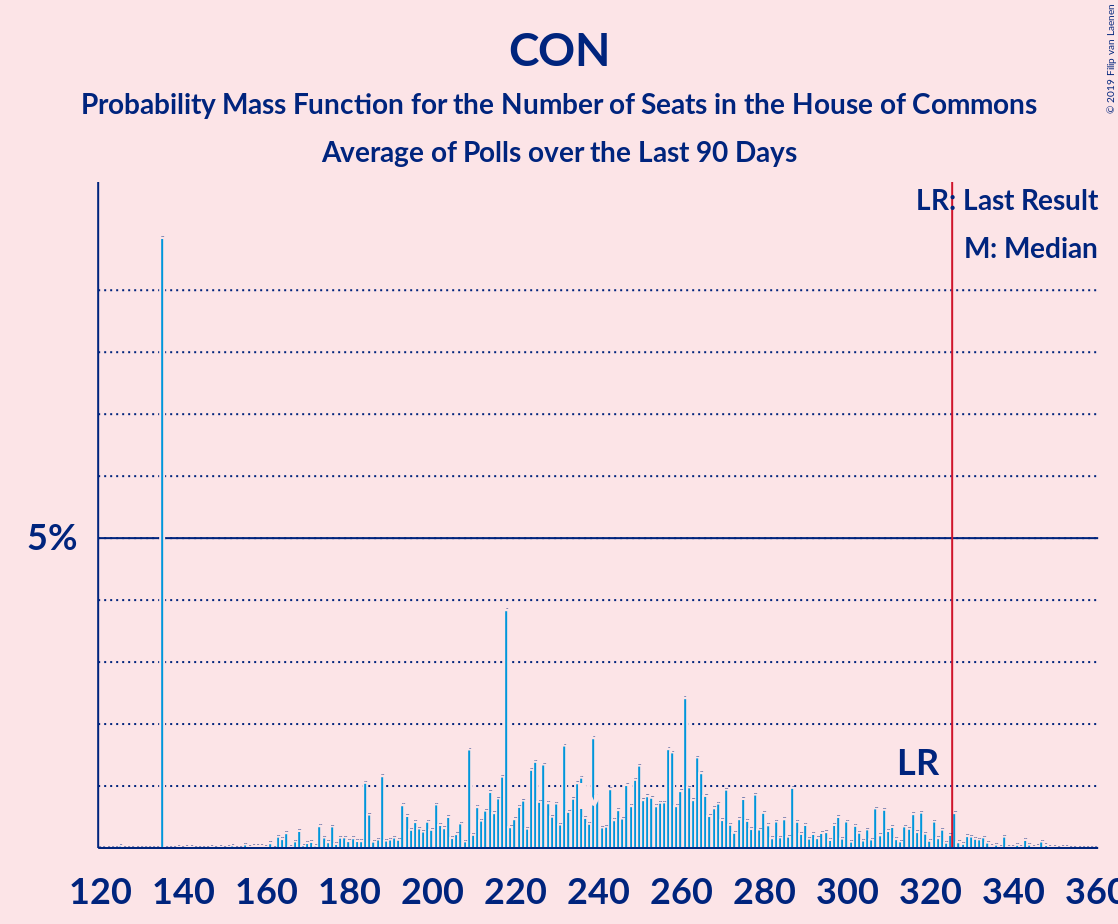 CON
Probability Mass Function for the Number of Seats in the House of Commons
Average of Polls over the Last 90 Days
© 2019 Filip van Laenen
LR: Last Result
M: Median
5%
LR
120 140 160 180 200 220 240 260 280 300 320 340 360